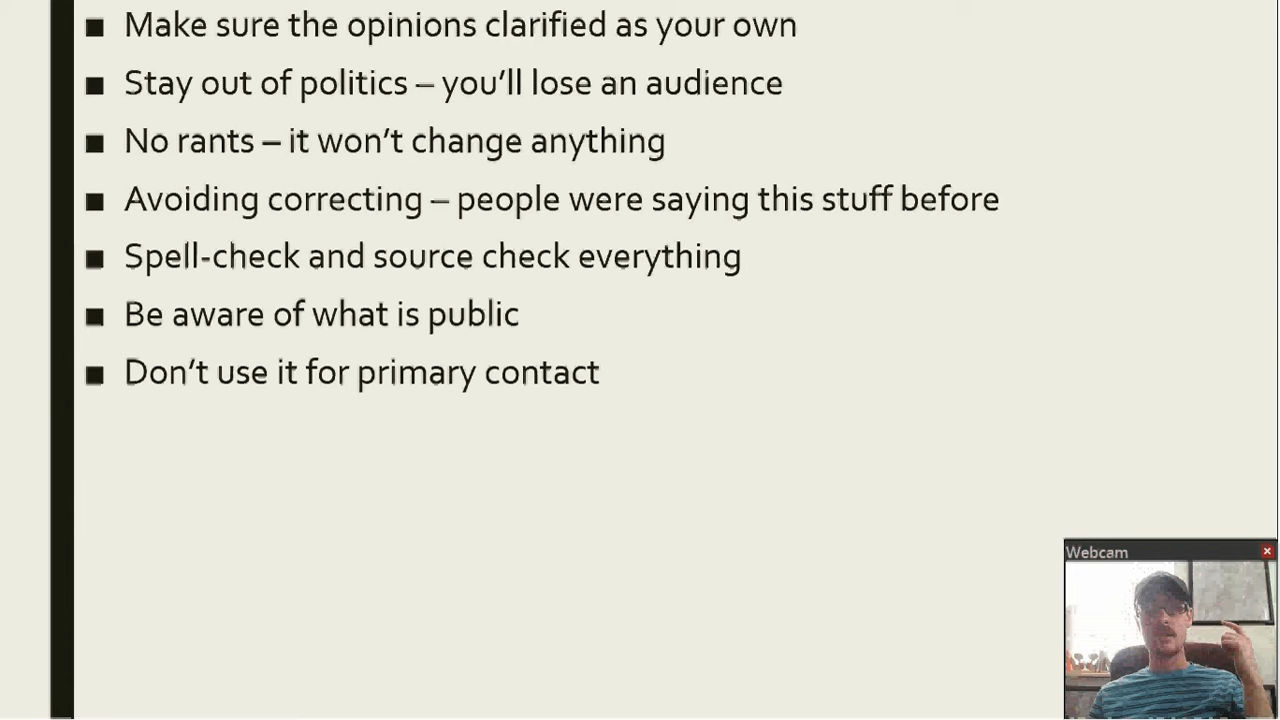 Make sure the opinions clarified as your own
Stay out of politics – you'll lose an audience
No rants – it won't change anything
Avoiding correcting – people were saying this stuff before
Spell-check and source check everything
Be aware of what is public
Don't use it for primary contact
Webcam